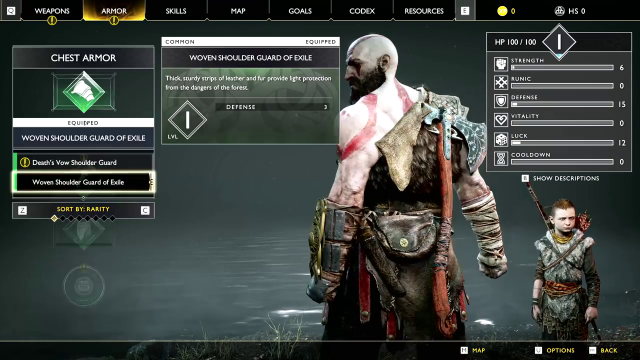 Q WEAPONS ARMOR SKILLS MAP GOALS CODEX RESOURCES E 0 HS 0
CHEST ARMOR
EQUIPPED
WOVEN SHOULDER GUARD OF EXILE
Death's Vow Shoulder Guard
Woven Shoulder Guard of Exile
Z SORT BY: RARITY C
COMMON EQUIPPED
WOVEN SHOULDER GUARD OF EXILE
Thick, sturdy strips of leather and fur provide light protection
from the dangers of the forest.
DEFENSE 3
I
LVL
HP 100 / 100 I
STRENGTH 6
RUNIC 0
DEFENSE 15
VITALITY 0
LUCK 12
COOLDOWN 0
SHOW DESCRIPTIONS
MAP OPTIONS BACK